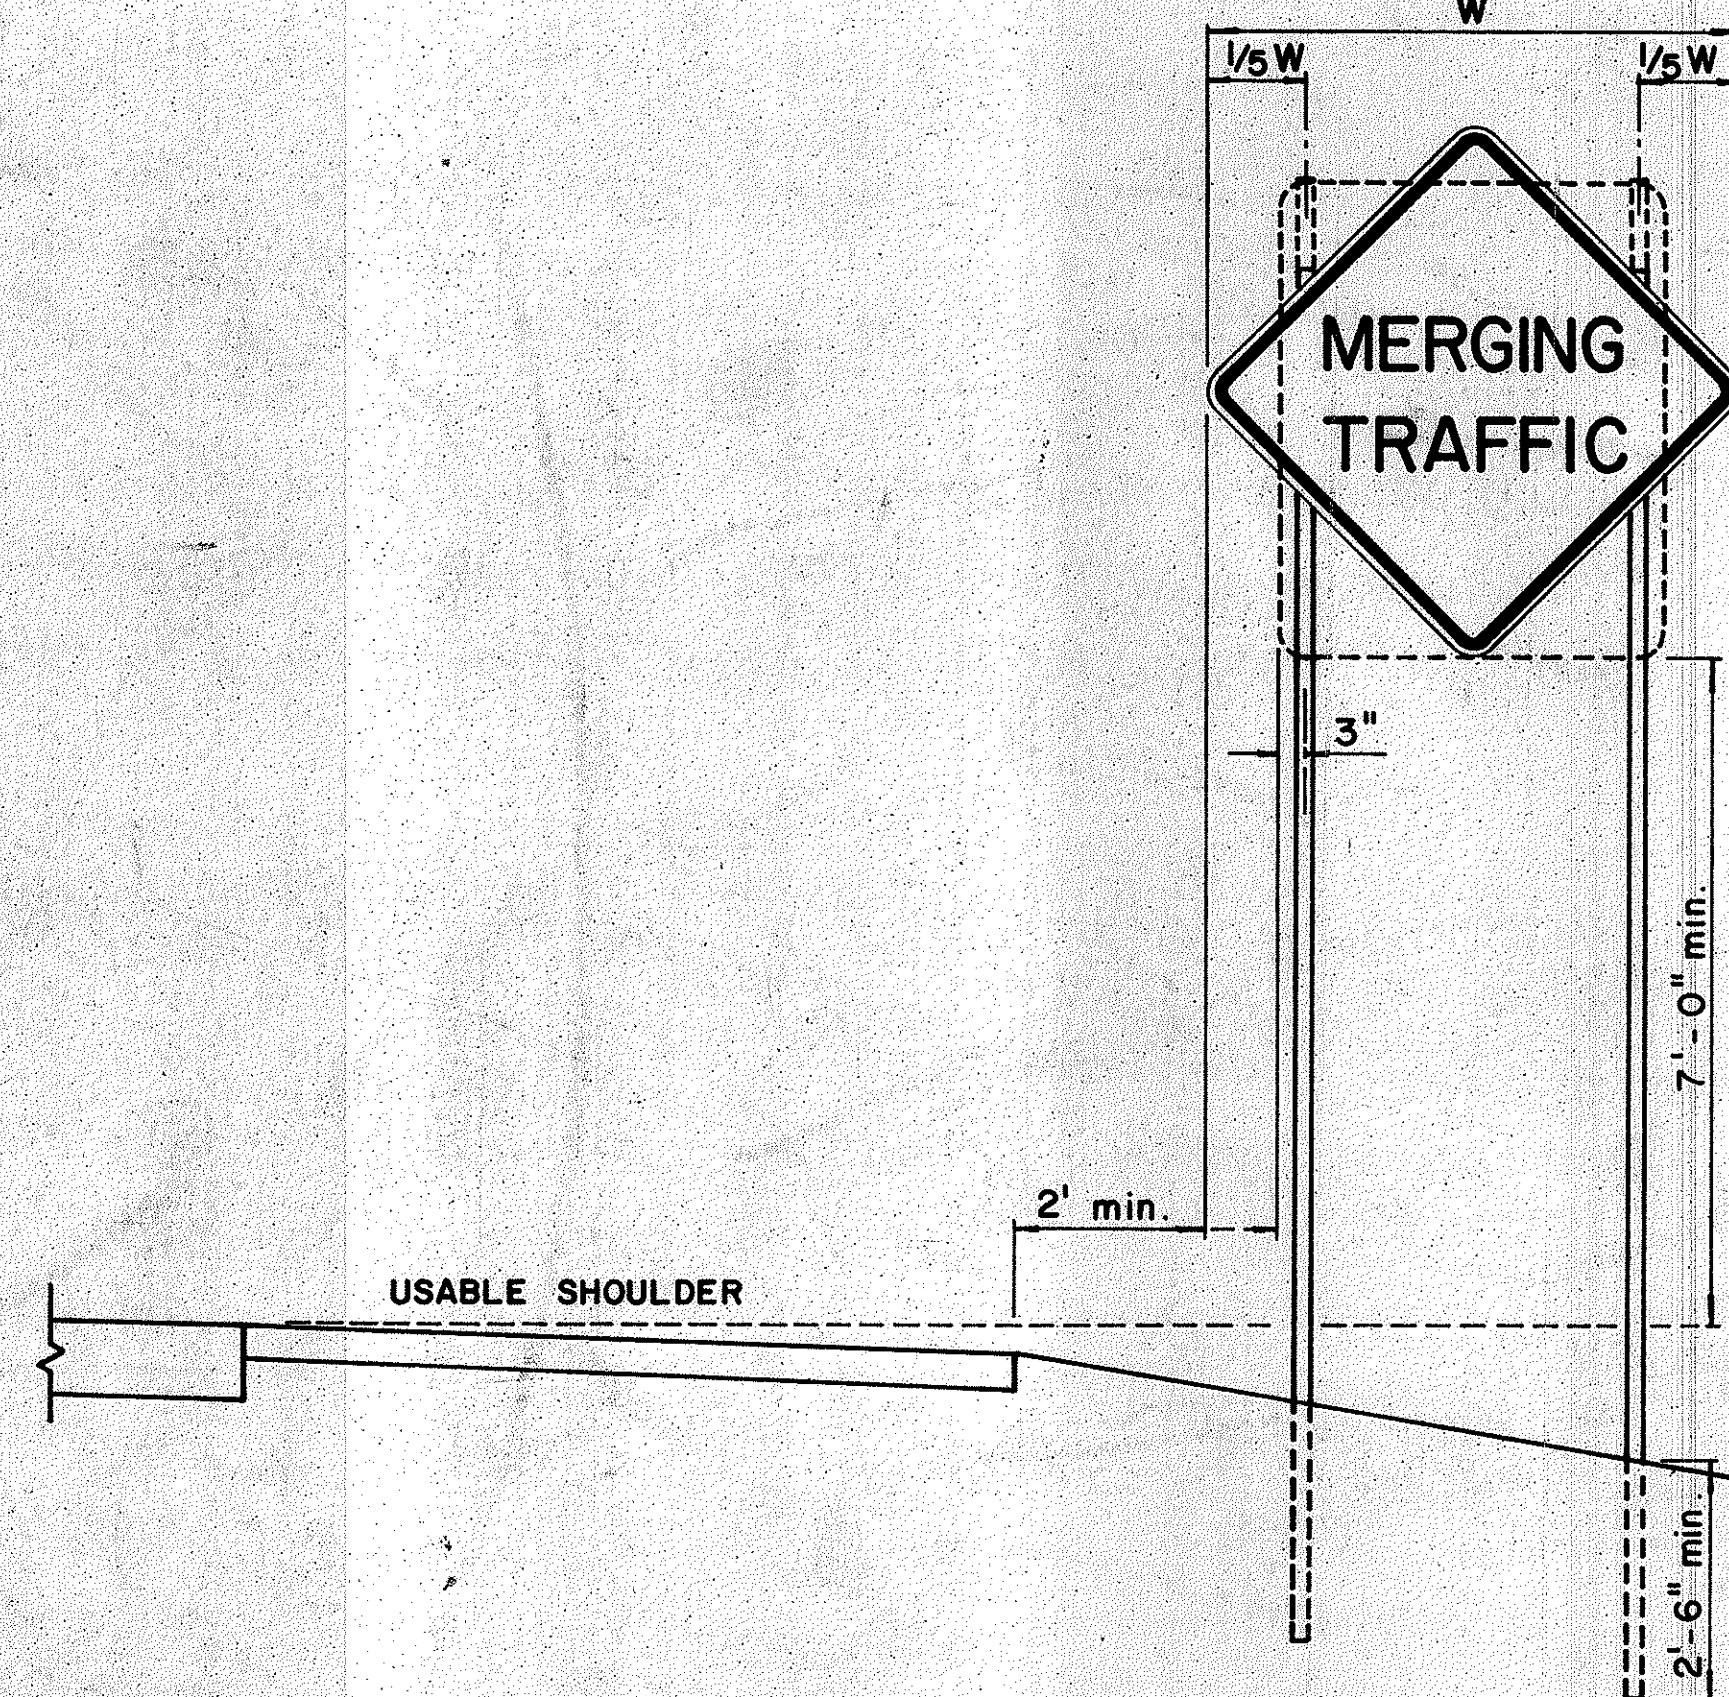 W
1/5 W
1/5 W
MERGING
TRAFFIC
3"
7'-0" min.
2' min.
USABLE SHOULDER
2'-6" min.